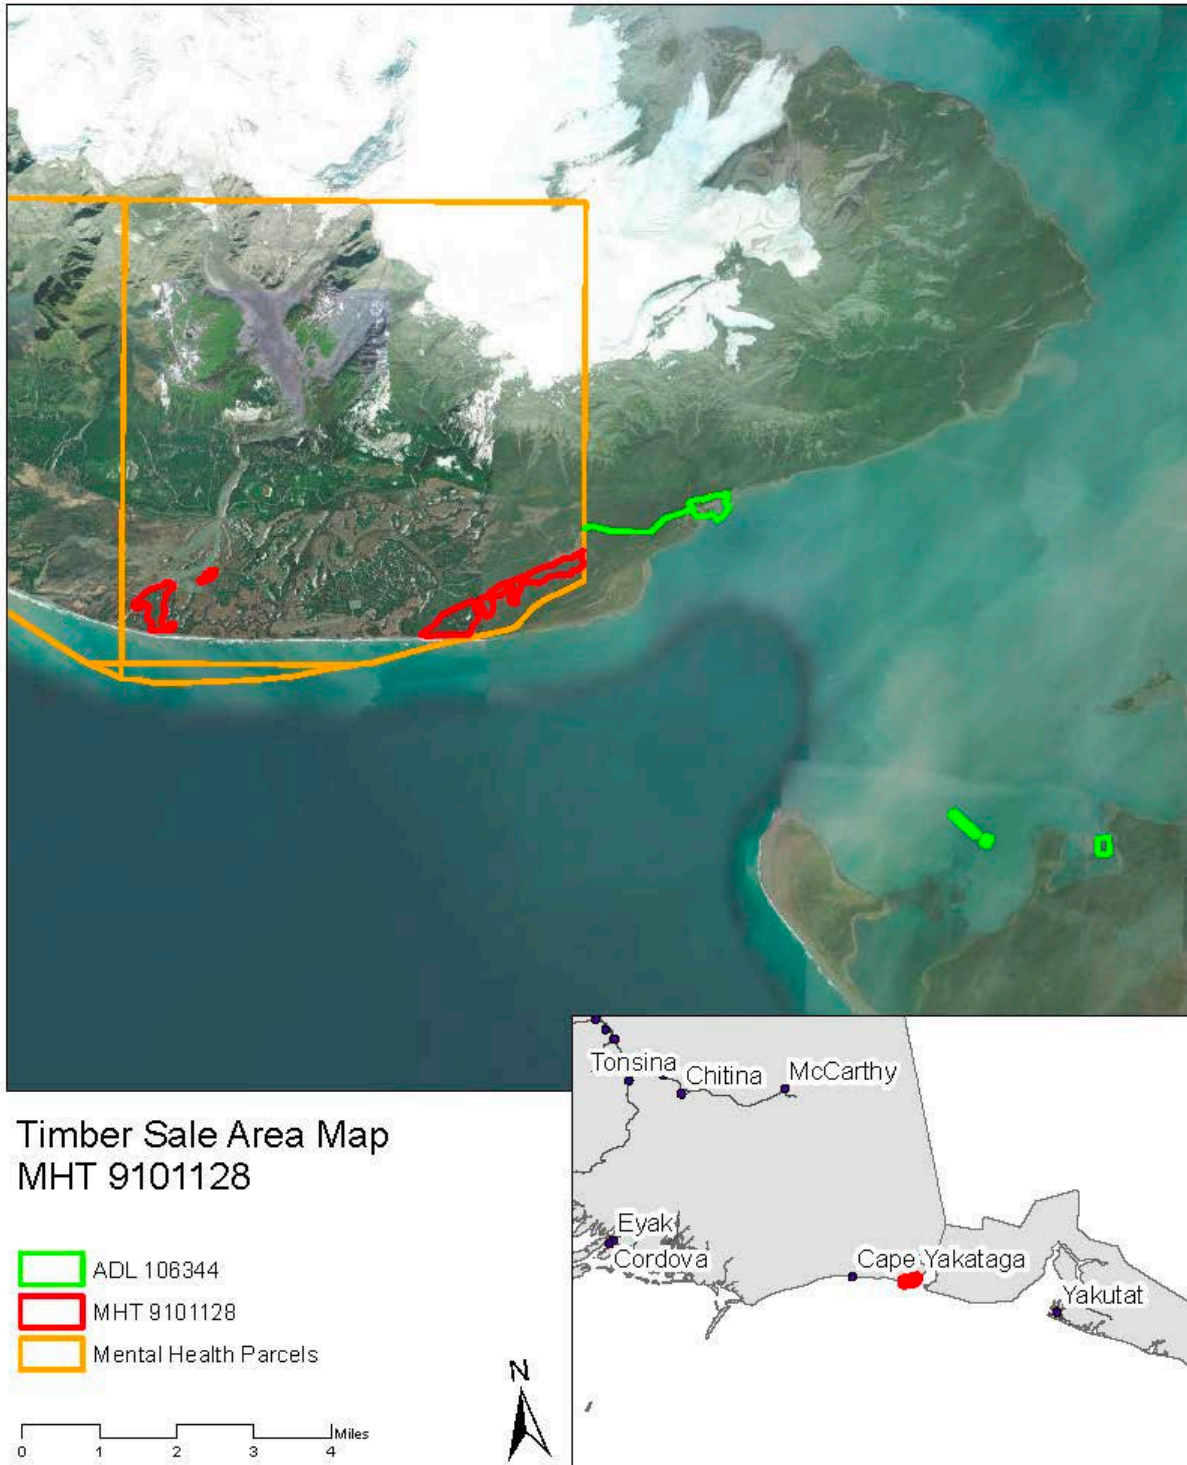 Tonsina
Chitina
McCarthy
Eyak
Cordova
Cape Yakataga
Yakutat
Timber Sale Area Map
MHT 9101128
ADL 106344
MHT 9101128
Mental Health Parcels
N
Miles
0 1 2 3 4